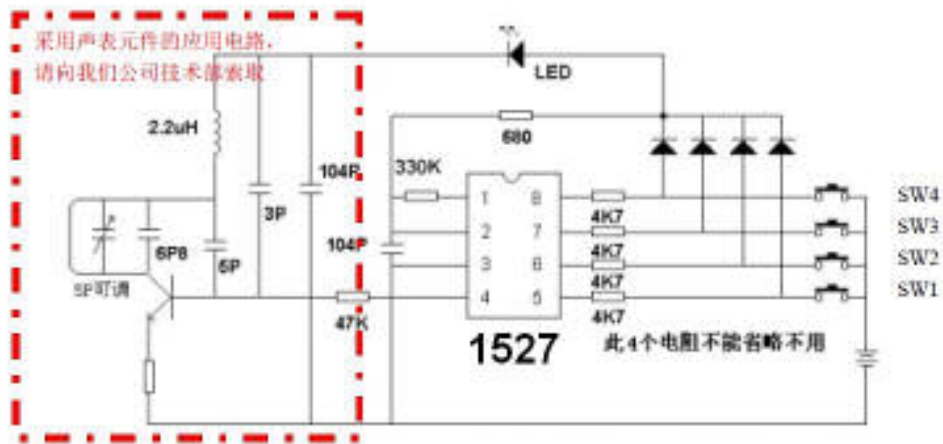 采用声表元件的应用电路，
请向我们公司技术部索取
LED
2.2uH
680
104P
330K
3P
1
8
4K7
SW4
104P
2
7
4K7
SW3
6P8
5P
3
6
4K7
SW2
5P可调
4
5
4K7
SW1
47K
1527
此4个电阻不能省略不用